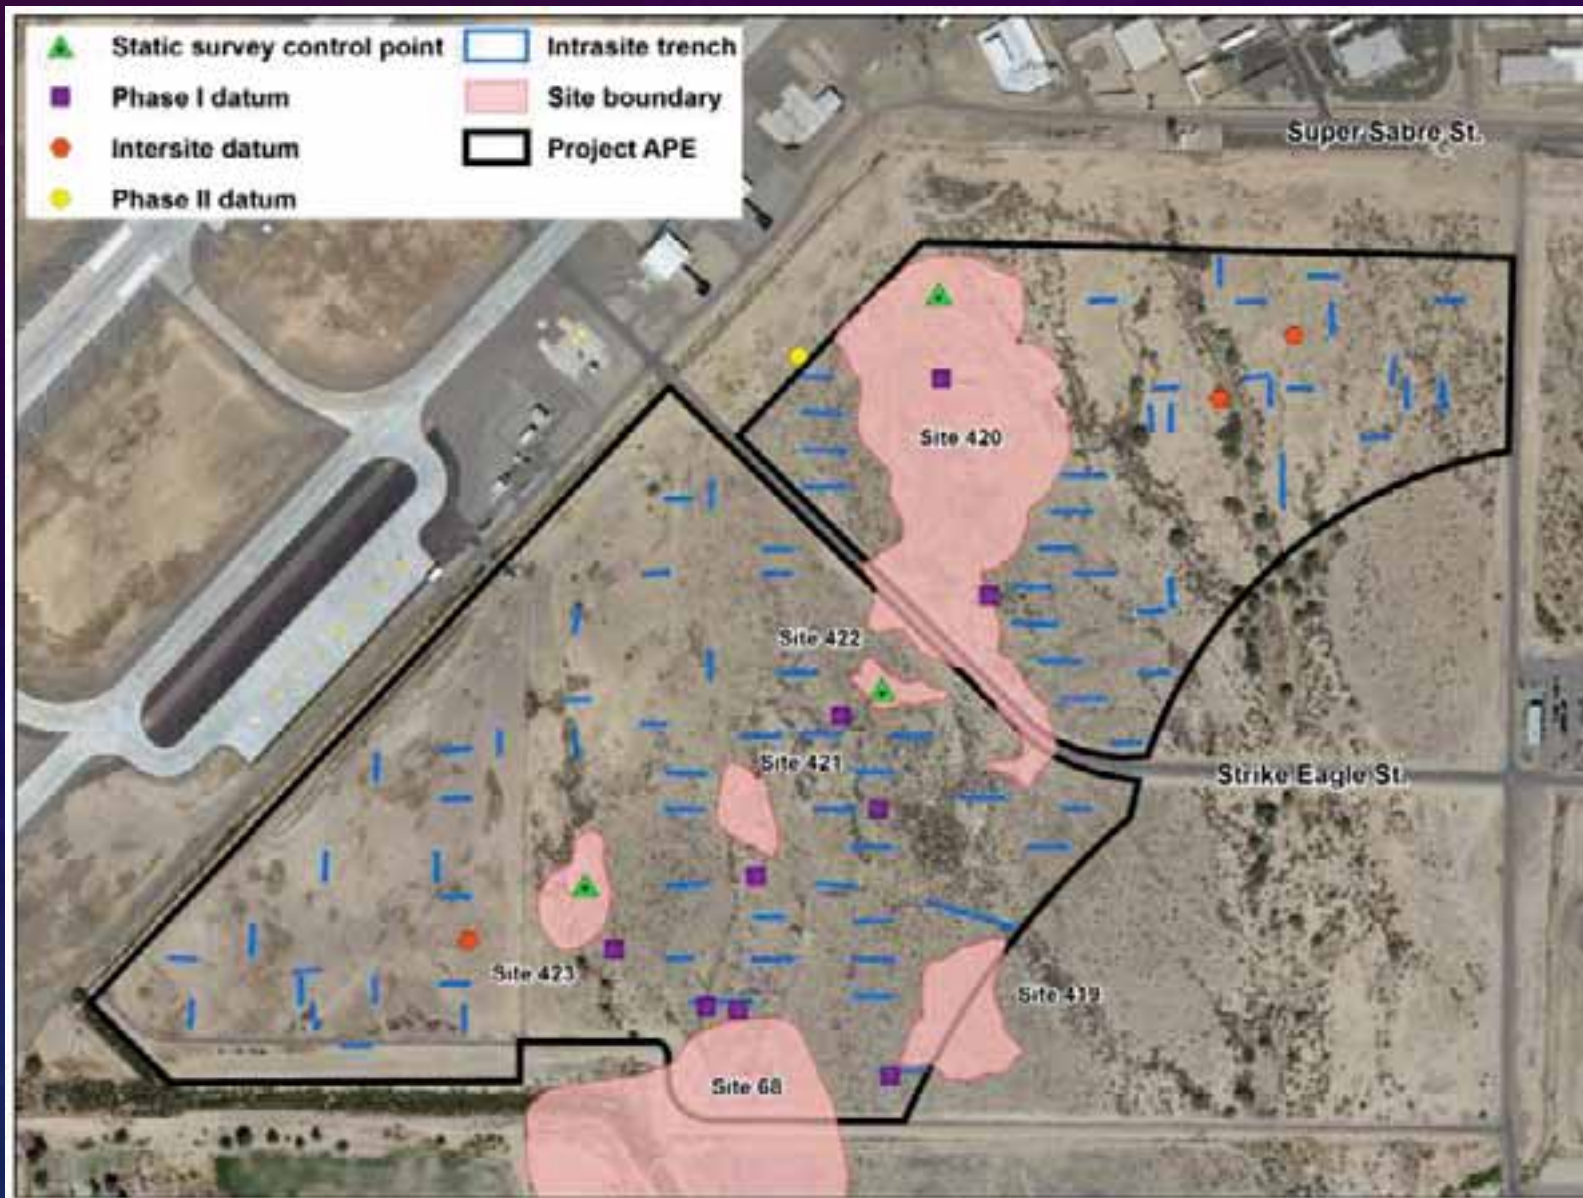 Static survey control point
Intrasite trench
Phase I datum
Site boundary
Intersite datum
Project APE
Phase II datum
Super Sabre St.
Site 420
Site 422
Site 421
Strike Eagle St.
Site 423
Site 419
Site 68